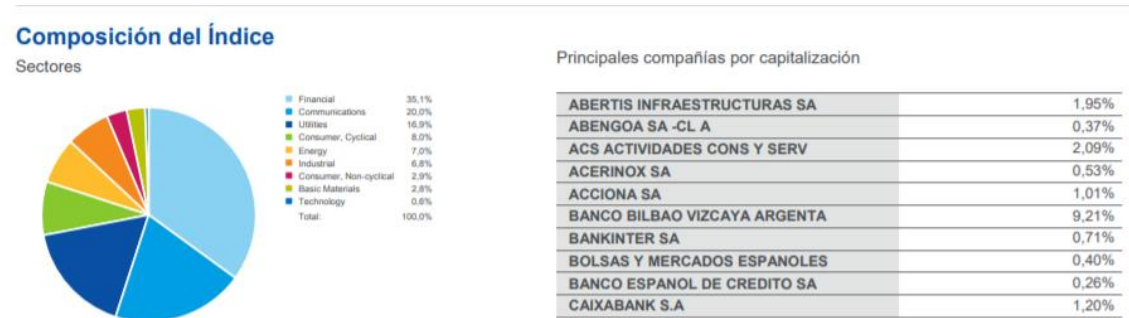 Composición del Índice
Sectores
Financial 35,1%
Communications 20,0%
Utilities 16,9%
Consumer, Cyclical 8,0%
Energy 7,0%
Industrial 6,8%
Consumer, Non-cyclical 2,9%
Basic Materials 2,8%
Technology 0,6%
Total: 100,0%
Principales compañías por capitalización
ABERTIS INFRAESTRUCTURAS SA 1,95%
ABENGOA SA -CL A 0,37%
ACS ACTIVIDADES CONS Y SERV 2,09%
ACERINOX SA 0,53%
ACCIONA SA 1,01%
BANCO BILBAO VIZCAYA ARGENTA 9,21%
BANKINTER SA 0,71%
BOLSAS Y MERCADOS ESPANOLES 0,40%
BANCO ESPANOL DE CREDITO SA 0,26%
CAIXABANK S.A 1,20%